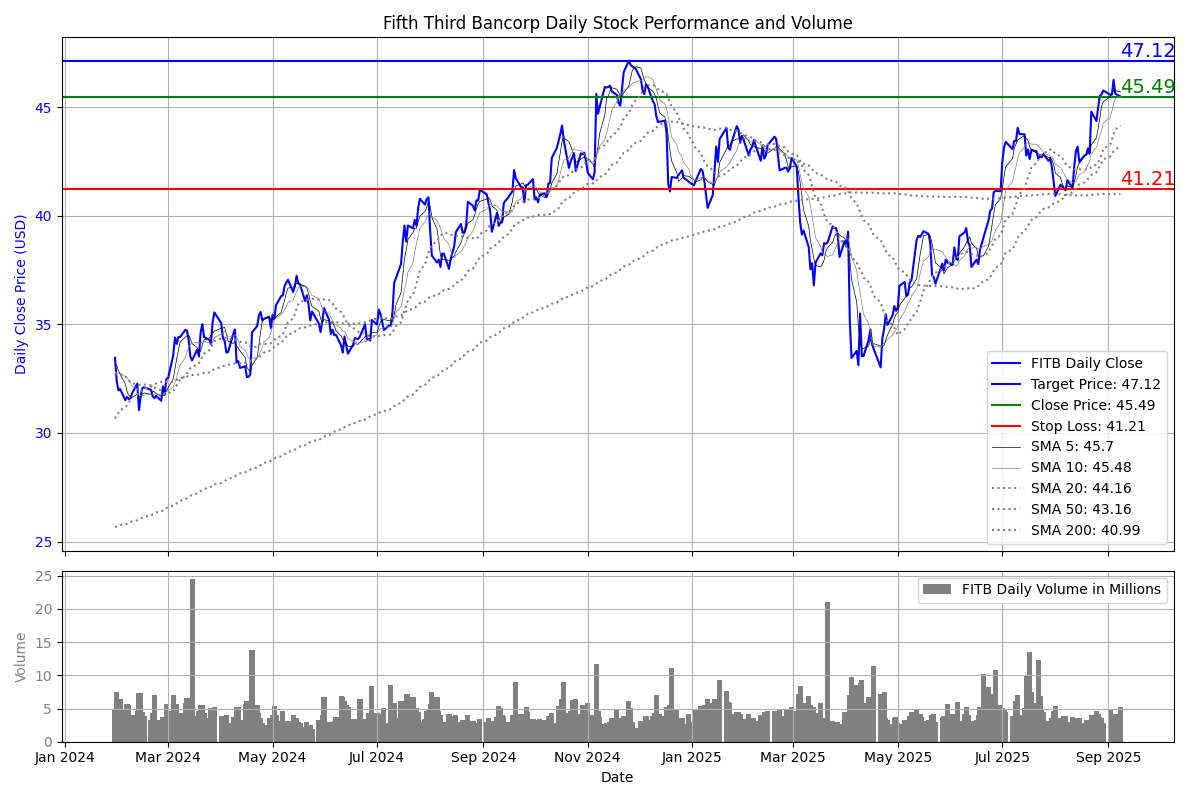 Fifth Third Bancorp Daily Stock Performance and Volume
47.12
45.49
41.21
45
40
35
30
25
Daily Close Price (USD)
FITB Daily Close
Target Price: 47.12
Close Price: 45.49
Stop Loss: 41.21
SMA 5: 45.7
SMA 10: 45.48
SMA 20: 44.16
SMA 50: 43.16
SMA 200: 40.99
25
20
15
10
5
0
Volume
FITB Daily Volume in Millions
Jan 2024 Mar 2024 May 2024 Jul 2024 Sep 2024 Nov 2024 Jan 2025 Mar 2025 May 2025 Jul 2025 Sep 2025
Date